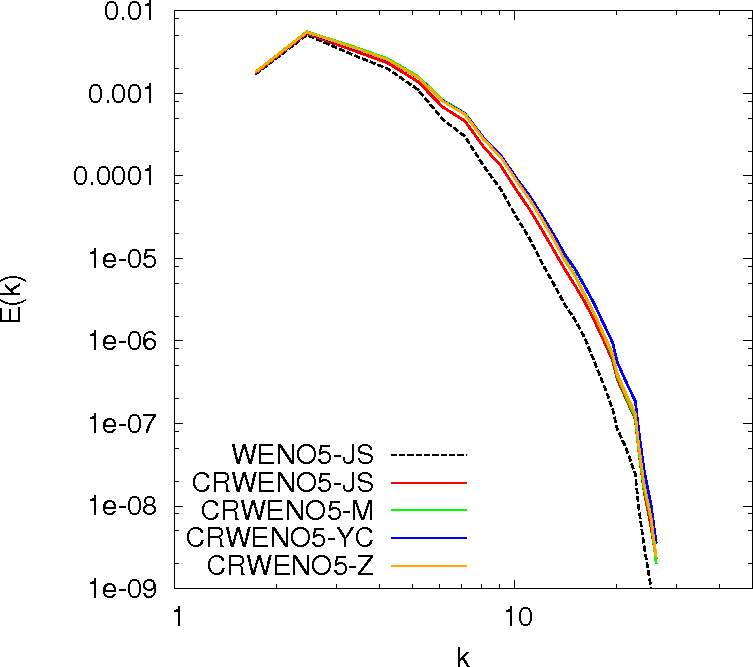 0.01
0.001
0.0001
1e-05
E(k)
1e-06
1e-07
WENO5-JS
CRWENO5-JS
CRWENO5-M
1e-08
CRWENO5-YC
CRWENO5-Z
1e-09
1 10
k